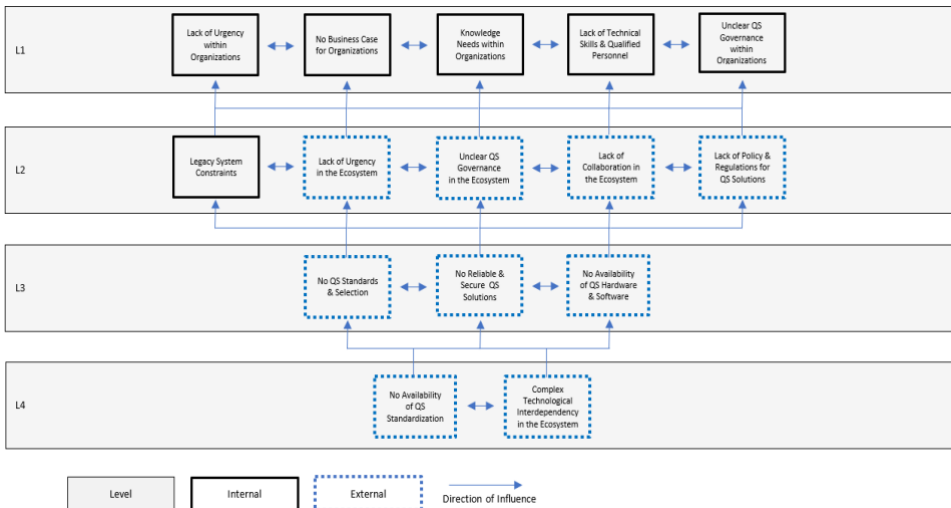 L1
Lack of Urgency
within
Organizations
No Business Case
for Organizations
Knowledge
Needs within
Organizations
Lack of Technical
Skills & Qualified
Personnel
Unclear QS
Governance
within
Organizations
L2
Legacy System
Constraints
Lack of Urgency
in the Ecosystem
Unclear QS
Governance
in the Ecosystem
Lack of
Collaboration in
the Ecosystem
Lack of Policy &
Regulations for
QS Solutions
L3
No QS Standards
& Selection
No Reliable &
Secure QS
Solutions
No Availability
of QS Hardware
& Software
L4
No Availability
of QS
Standardization
Complex
Technological
Interdependency
in the Ecosystem
Level
Internal
External
Direction of Influence